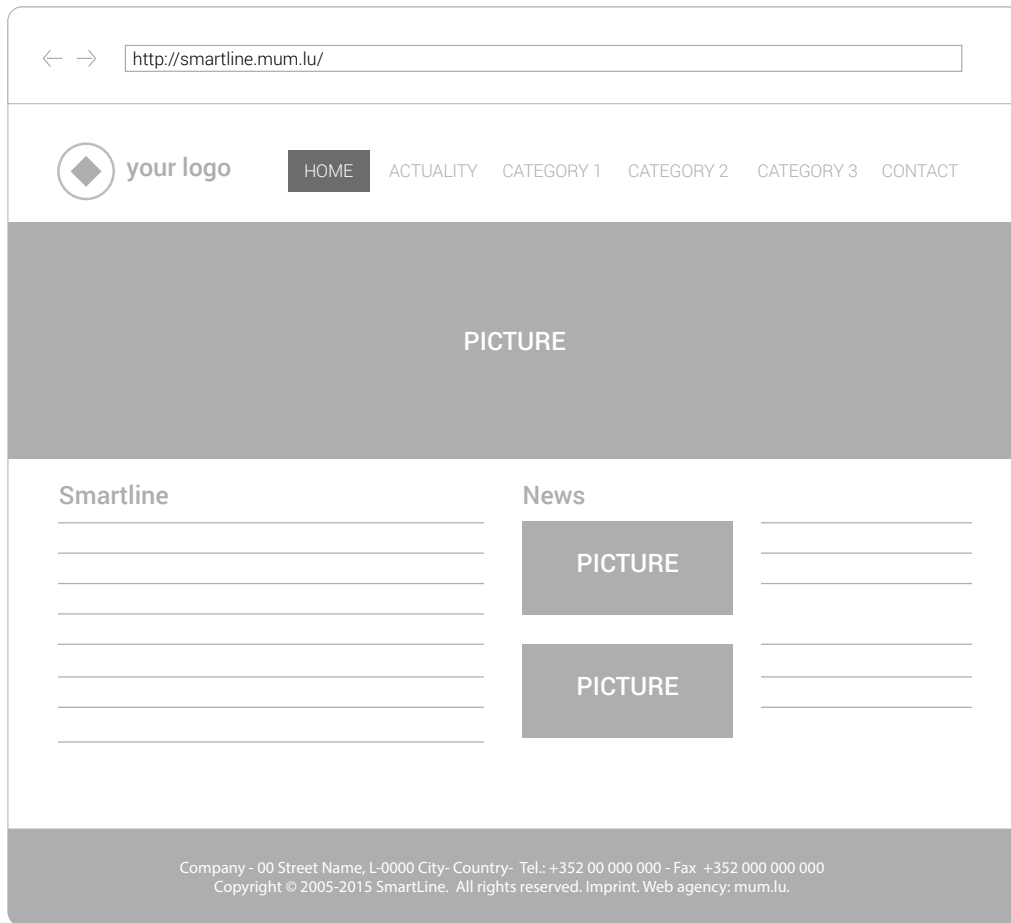 http://smartline.mum.lu/
your logo
HOME ACTUALITY CATEGORY 1 CATEGORY 2 CATEGORY 3 CONTACT
PICTURE
Smartline
News
PICTURE
PICTURE
Company - 00 Street Name, L-0000 City- Country- Tel.: +352 00 000 000 - Fax +352 000 000 000
Copyright © 2005-2015 SmartLine. All rights reserved. Imprint. Web agency: mum.lu.